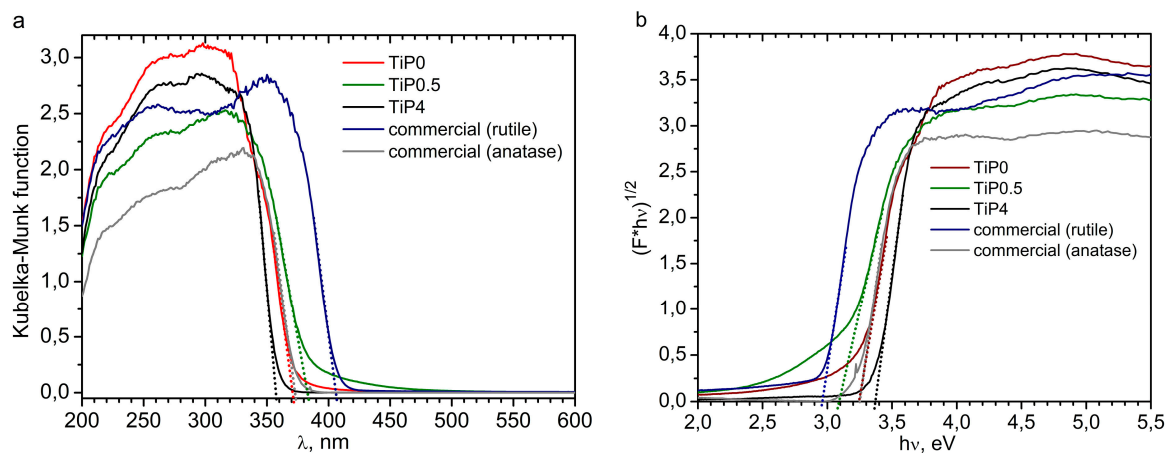 a
Kubelka-Munk function
3,0
2,5
2,0
1,5
1,0
0,5
0,0
200 250 300 350 400 450 500 550 600
λ, nm
TiP0
TiP0.5
TiP4
commercial (rutile)
commercial (anatase)
b
(F*hν)1/2
4,0
3,5
3,0
2,5
2,0
1,5
1,0
0,5
0,0
2,0 2,5 3,0 3,5 4,0 4,5 5,0 5,5
hν, eV
TiP0
TiP0.5
TiP4
commercial (rutile)
commercial (anatase)